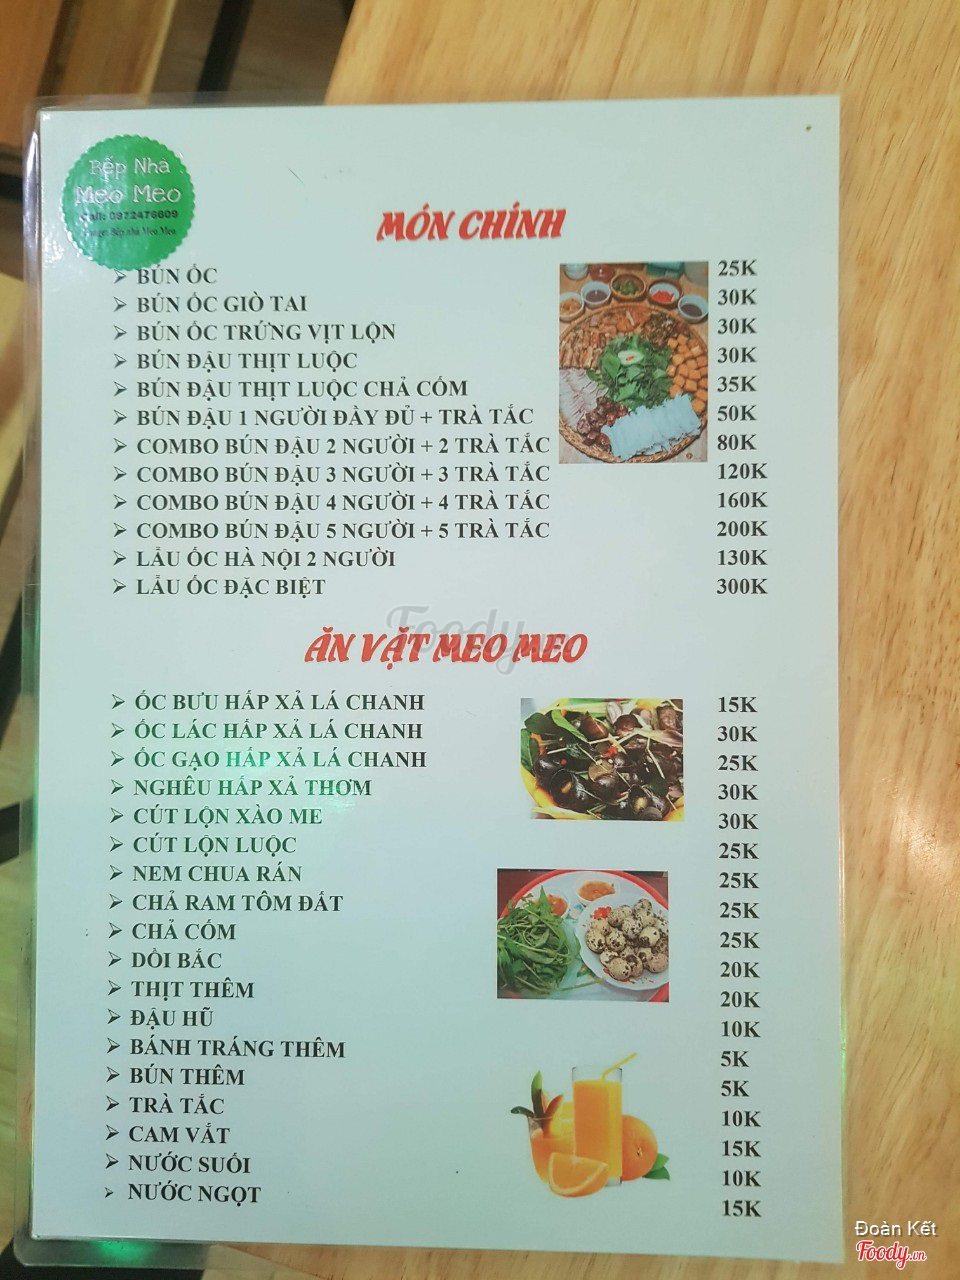 Bếp Nhà
Meo Meo
Call: 0972476609
Bếp nhà Meo Meo
MÓN CHÍNH
BÚN ỐC 25K
BÚN ỐC GIÒ TAI 30K
BÚN ỐC TRỨNG VỊT LỘN 30K
BÚN ĐẬU THỊT LUỘC 30K
BÚN ĐẬU THỊT LUỘC CHẢ CỐM 35K
BÚN ĐẬU 1 NGƯỜI ĐẦY ĐỦ + TRÀ TẮC 50K
COMBO BÚN ĐẬU 2 NGƯỜI + 2 TRÀ TẮC 80K
COMBO BÚN ĐẬU 3 NGƯỜI + 3 TRÀ TẮC 120K
COMBO BÚN ĐẬU 4 NGƯỜI + 4 TRÀ TẮC 160K
COMBO BÚN ĐẬU 5 NGƯỜI + 5 TRÀ TẮC 200K
LẨU ỐC HÀ NỘI 2 NGƯỜI 130K
LẨU ỐC ĐẶC BIỆT 300K
Foody.vn
ĂN VẶT MEO MEO
ỐC BƯU HẤP XẢ LÁ CHANH 15K
ỐC LÁC HẤP XẢ LÁ CHANH 30K
ỐC GẠO HẤP XẢ LÁ CHANH 25K
NGHÊU HẤP XẢ THƠM 30K
CÚT LỘN XÀO ME 30K
CÚT LỘN LUỘC 25K
NEM CHUA RÁN 25K
CHẢ RAM TÔM ĐẤT 25K
CHẢ CỐM 25K
DỒI BẮC 20K
THỊT THÊM 20K
ĐẬU HŨ 10K
BÁNH TRÁNG THÊM 5K
BÚN THÊM 5K
TRÀ TẮC 10K
CAM VẮT 15K
NƯỚC SUỐI 10K
NƯỚC NGỌT 15K
Đoàn Kết
Foody.vn